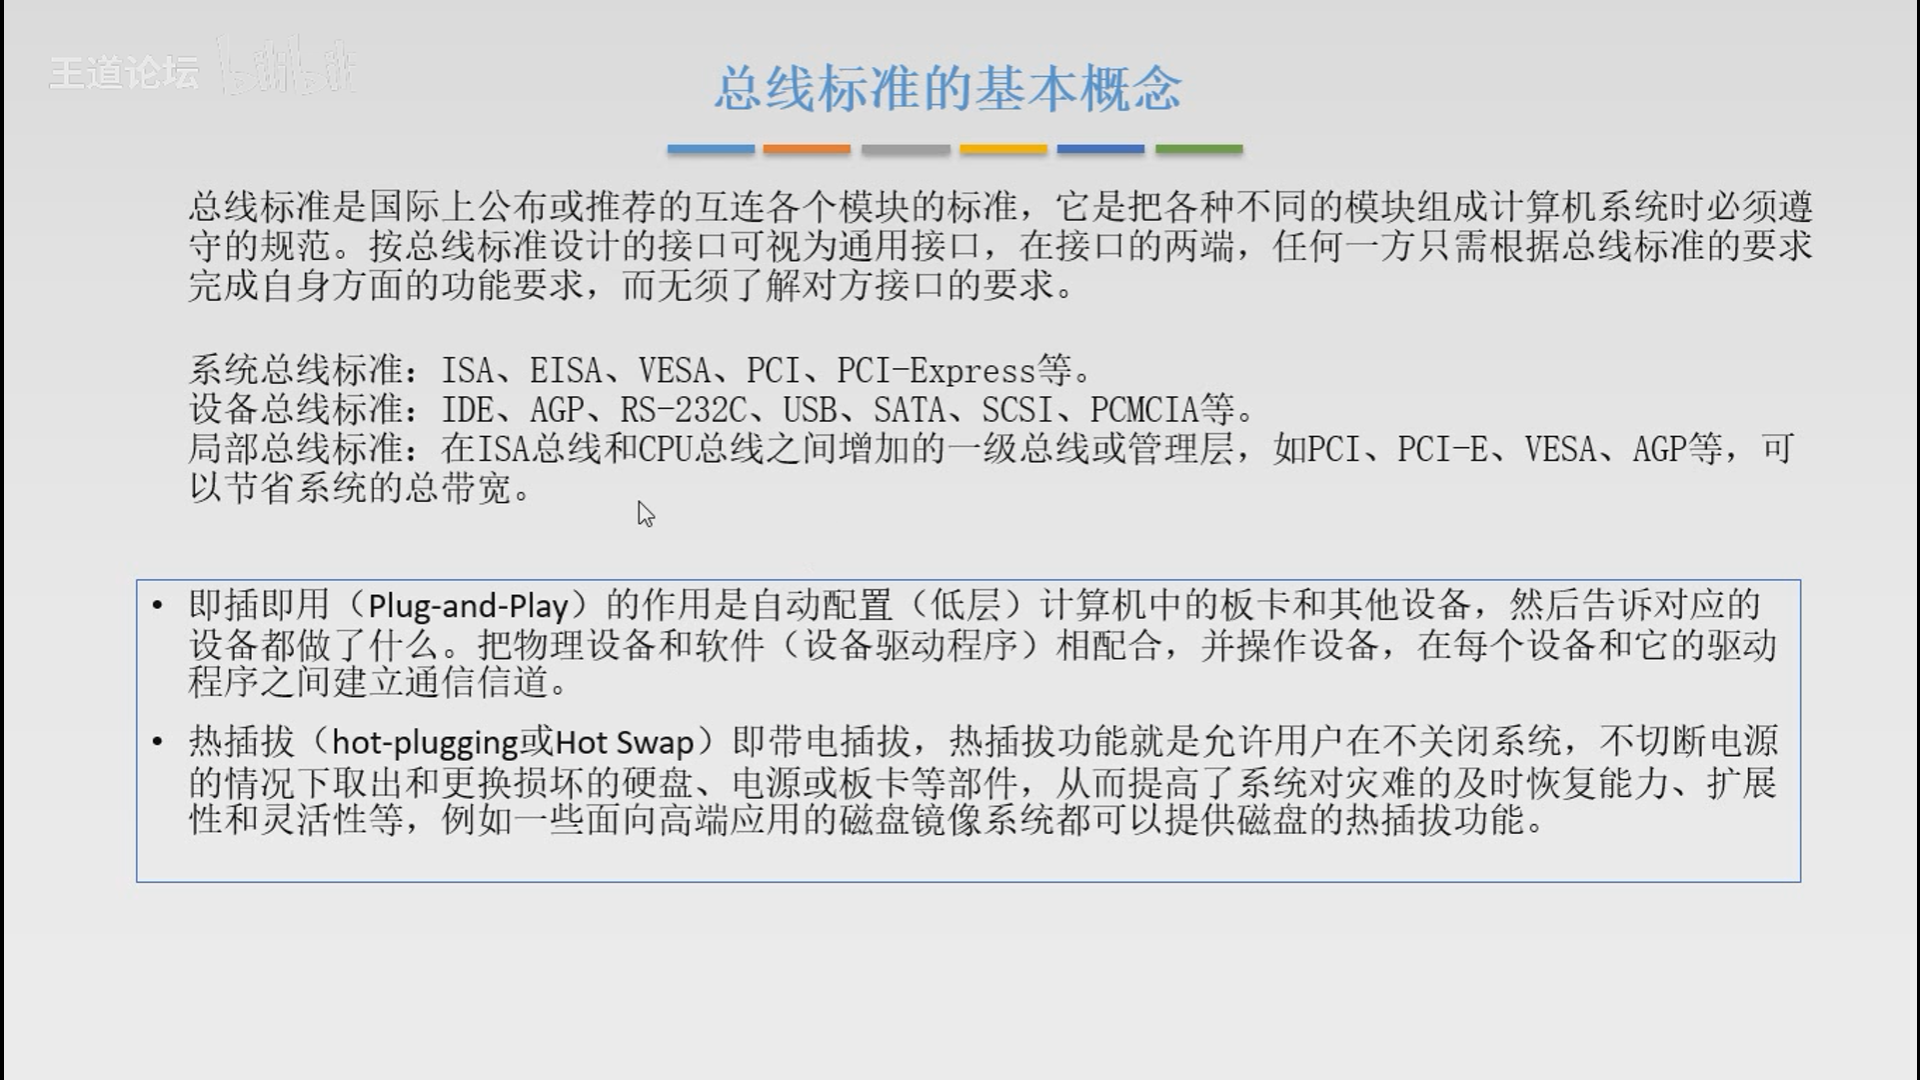 王道论坛 bilibili
总线标准的基本概念
总线标准是国际上公布或推荐的互连各个模块的标准，它是把各种不同的模块组成计算机系统时必须遵
守的规范。按总线标准设计的接口可视为通用接口，在接口的两端，任何一方只需根据总线标准的要求
完成自身方面的功能要求，而无须了解对方接口的要求。
系统总线标准：ISA、EISA、VESA、PCI、PCI-Express等。
设备总线标准：IDE、AGP、RS-232C、USB、SATA、SCSI、PCMCIA等。
局部总线标准：在ISA总线和CPU总线之间增加的一级总线或管理层，如PCI、PCI-E、VESA、AGP等，可
以节省系统的总带宽。
• 即插即用（Plug-and-Play）的作用是自动配置（低层）计算机中的板卡和其他设备，然后告诉对应的
设备都做了什么。把物理设备和软件（设备驱动程序）相配合，并操作设备，在每个设备和它的驱动
程序之间建立通信信道。
• 热插拔（hot-plugging或Hot Swap）即带电插拔，热插拔功能就是允许用户在不关闭系统，不切断电源
的情况下取出和更换损坏的硬盘、电源或板卡等部件，从而提高了系统对灾难的及时恢复能力、扩展
性和灵活性等，例如一些面向高端应用的磁盘镜像系统都可以提供磁盘的热插拔功能。